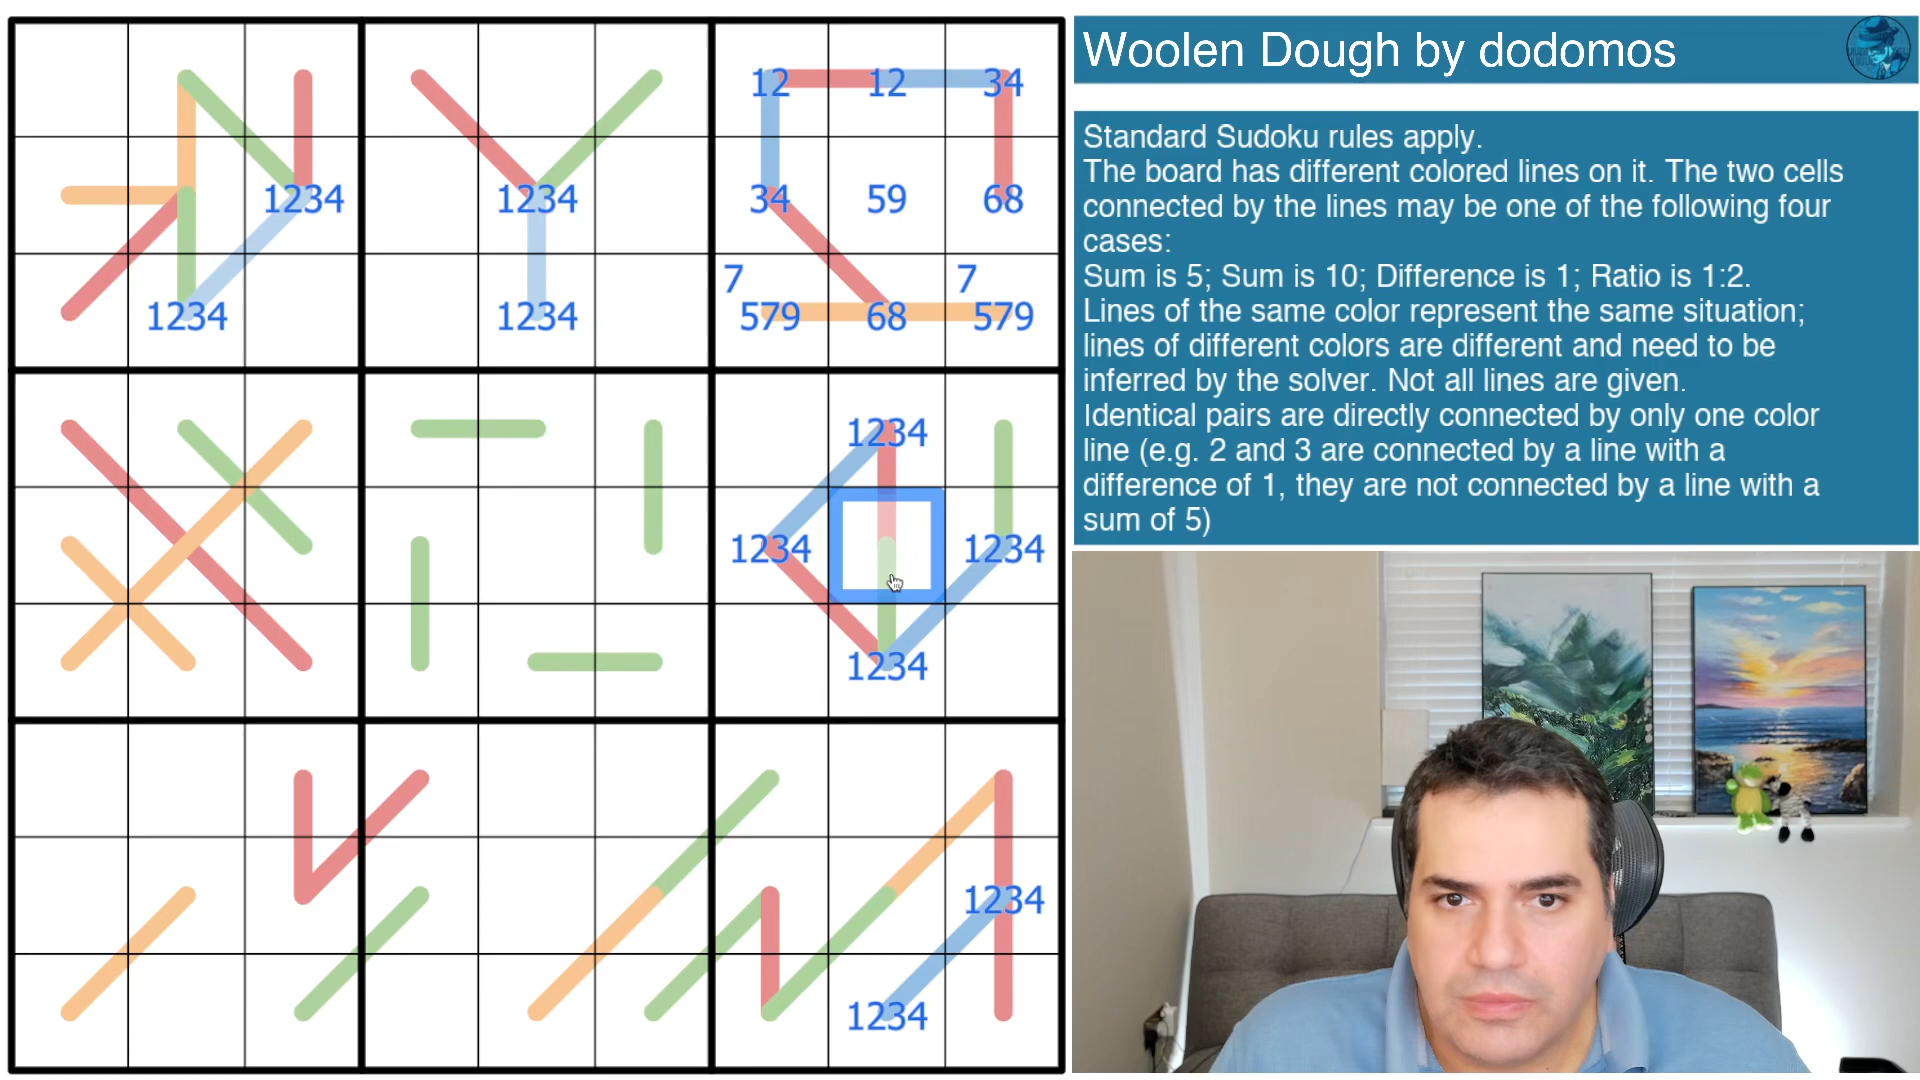 Woolen Dough by dodomos
Standard Sudoku rules apply.
The board has different colored lines on it. The two cells
connected by the lines may be one of the following four
cases:
Sum is 5; Sum is 10; Difference is 1; Ratio is 1:2.
Lines of the same color represent the same situation;
lines of different colors are different and need to be
inferred by the solver. Not all lines are given.
Identical pairs are directly connected by only one color
line (e.g. 2 and 3 are connected by a line with a
difference of 1, they are not connected by a line with a
sum of 5)
12 12 34
1234 1234 34 59 68
7 7
1234 1234 579 68 579
1234
1234 1234
1234
1234
1234